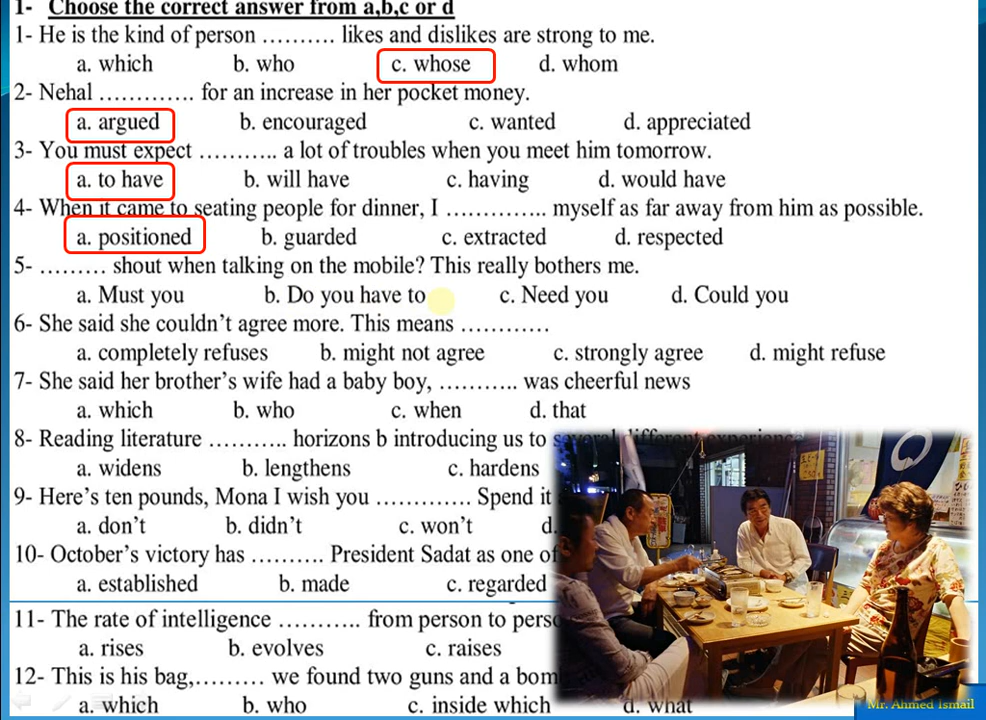 1- Choose the correct answer from a,b,c or d
1- He is the kind of person ………. likes and dislikes are strong to me.
a. which b. who c. whose d. whom
2- Nehal …………. for an increase in her pocket money.
a. argued b. encouraged c. wanted d. appreciated
3- You must expect ……….. a lot of troubles when you meet him tomorrow.
a. to have b. will have c. having d. would have
4- When it came to seating people for dinner, I ………….. myself as far away from him as possible.
a. positioned b. guarded c. extracted d. respected
5- ……… shout when talking on the mobile? This really bothers me.
a. Must you b. Do you have to c. Need you d. Could you
6- She said she couldn’t agree more. This means …………
a. completely refuses b. might not agree c. strongly agree d. might refuse
7- She said her brother’s wife had a baby boy, ……….. was cheerful news
a. which b. who c. when d. that
8- Reading literature ……….. horizons b introducing us to several different
a. widens b. lengthens c. hardens
9- Here’s ten pounds, Mona I wish you …………. Spend it
a. don’t b. didn’t c. won’t d.
10- October’s victory has ………. President Sadat as one of
a. established b. made c. regarded
11- The rate of intelligence ……….. from person to
a. rises b. evolves c. raises
12- This is his bag,……… we found two guns and a
a. which b. who c. inside which d. what
Mr. Ahmed Ismail